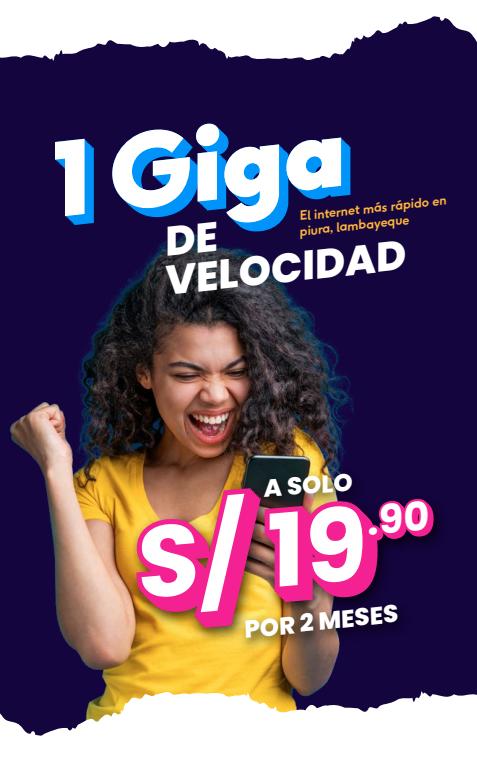 1 Giga
El internet más rápido en
piura, lambayeque
DE
VELOCIDAD
A SOLO
S/19.90
POR 2 MESES